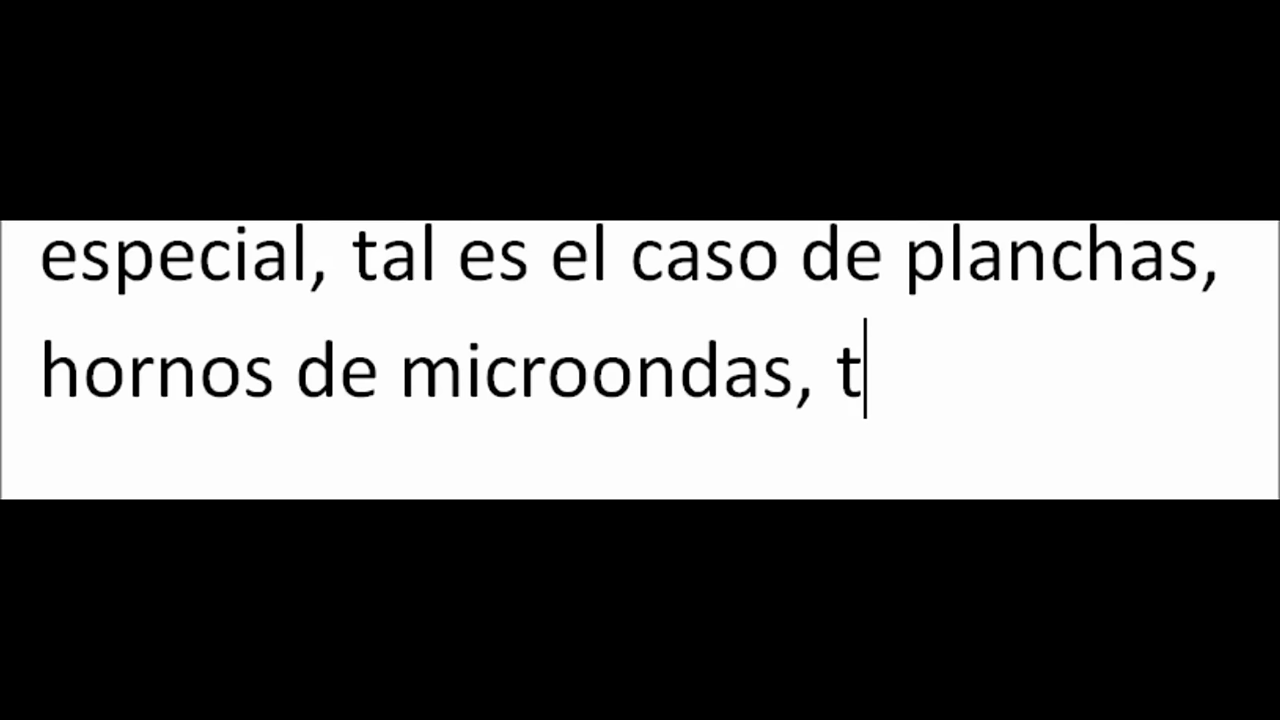 especial, tal es el caso de planchas,
hornos de microondas, t